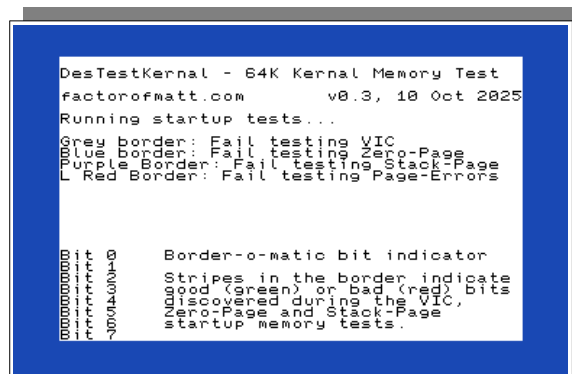 DesTestKernal - 64K Kernal Memory Test
factorofmatt.com v0.3, 10 Oct 2025
Running startup tests...
Grey border: Fail testing VIC
Blue border: Fail testing Zero-Page
Purple Border: Fail testing Stack-Page
L Red Border: Fail testing Page-Errors
Bit 0 Border-o-matic bit indicator
Bit 1
Bit 2 Stripes in the border indicate
Bit 3 good (green) or bad (red) bits
Bit 4 discovered during the VIC,
Bit 5 Zero-Page and Stack-Page
Bit 6 startup memory tests.
Bit 7